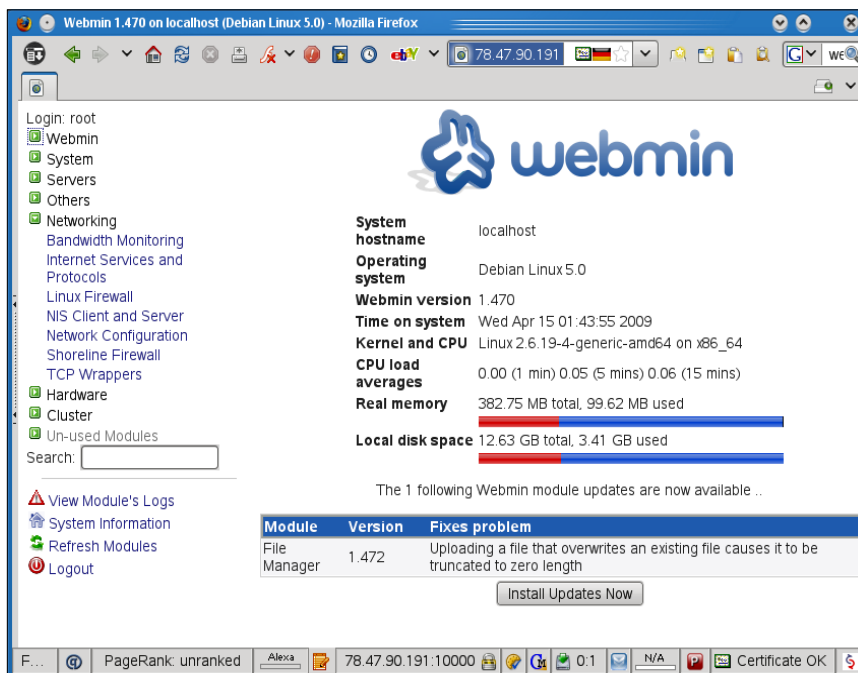 Webmin 1.470 on localhost (Debian Linux 5.0) - Mozilla Firefox
ebY
78.47.90.191
G
we
Login: root
Webmin
System
Servers
Others
Networking
Bandwidth Monitoring
Internet Services and
Protocols
Linux Firewall
NIS Client and Server
Network Configuration
Shoreline Firewall
TCP Wrappers
Hardware
Cluster
Un-used Modules
Search:
View Module's Logs
System Information
Refresh Modules
Logout
webmin
System
hostname
localhost
Operating
system
Debian Linux 5.0
Webmin version 1.470
Time on system Wed Apr 15 01:43:55 2009
Kernel and CPU Linux 2.6.19-4-generic-amd64 on x86_64
CPU load
averages
0.00 (1 min) 0.05 (5 mins) 0.06 (15 mins)
Real memory 382.75 MB total, 99.62 MB used
Local disk space 12.63 GB total, 3.41 GB used
The 1 following Webmin module updates are now available ..
Module Version Fixes problem
File
Manager
1.472
Uploading a file that overwrites an existing file causes it to be
truncated to zero length
Install Updates Now
F... @ PageRank: unranked Alexa 78.47.90.191:10000 0:1 N/A P Certificate OK S